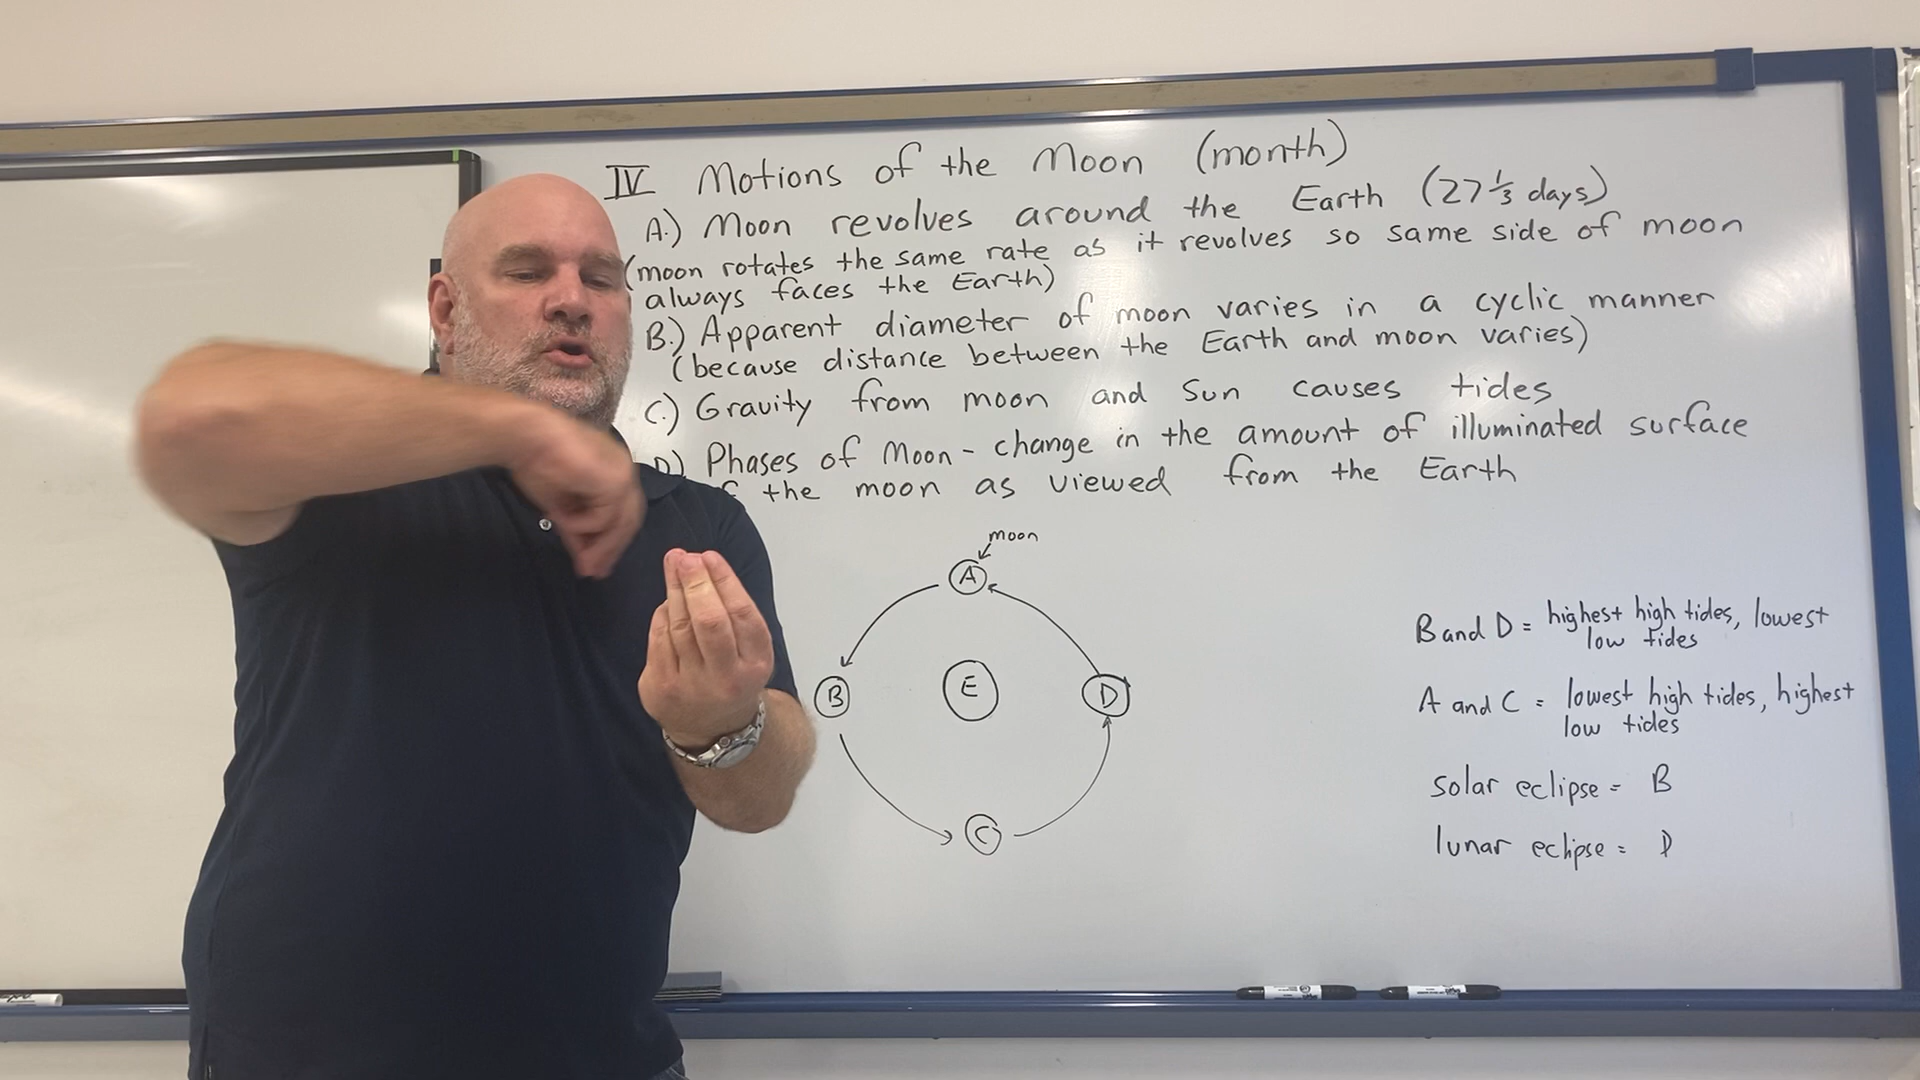 IV Motions of the Moon (month)
A.) Moon revolves around the Earth (27 1/3 days)
(moon rotates the same rate as it revolves so same side of moon
always faces the Earth)
B.) Apparent diameter of moon varies in a cyclic manner
(because distance between the Earth and moon varies)
C.) Gravity from moon and Sun causes tides
D) Phases of Moon - change in the amount of illuminated surface
the moon as viewed from the Earth
moon
A
B
E
D
C
B and D = highest high tides, lowest
low tides
A and C = lowest high tides, highest
low tides
solar eclipse = B
lunar eclipse = D